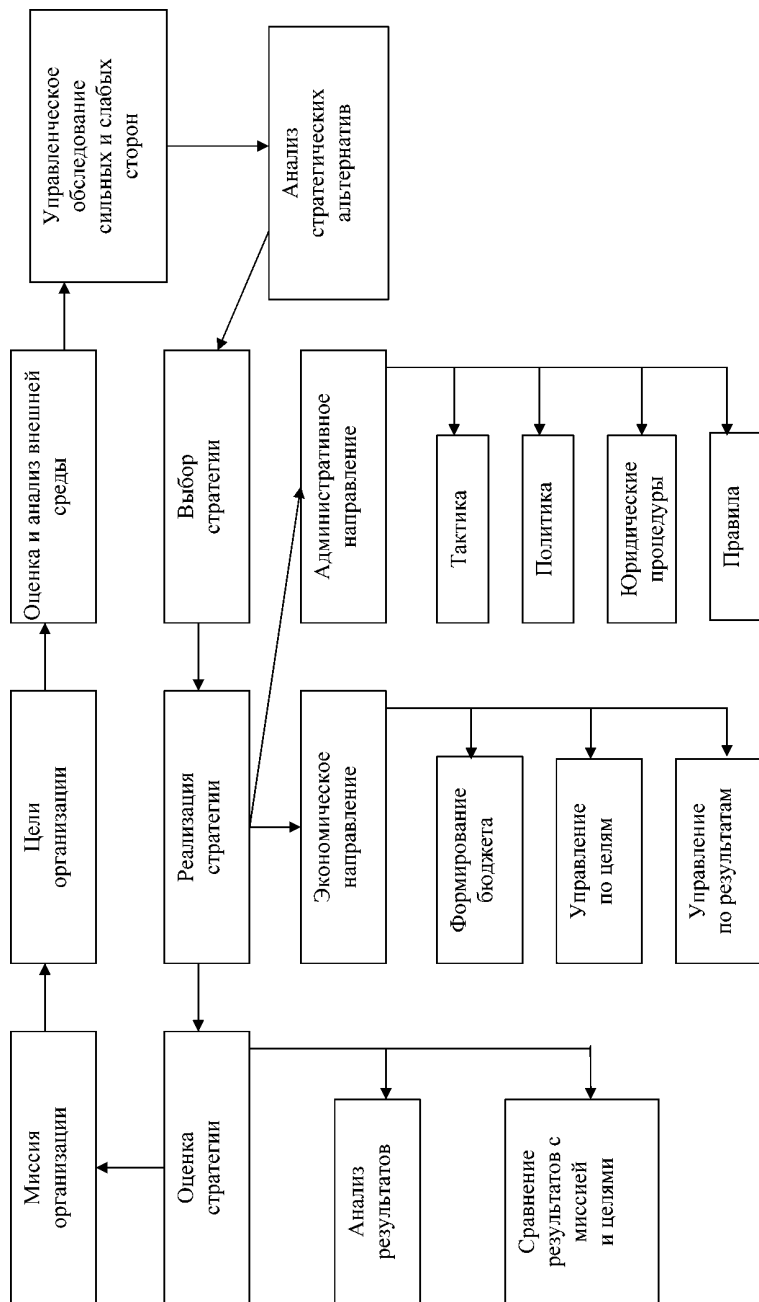 Миссия
организации
Цели
организации
Оценка и анализ внешней
среды
Управленческое
обследование
сильных и слабых
сторон
Анализ
стратегических
альтернатив
Выбор
стратегии
Реализация
стратегии
Оценка
стратегии
Анализ
результатов
Сравнение
результатов с
миссией
и целями
Экономическое
направление
Формирование
бюджета
Управление
по целям
Управление
по результатам
Административное
направление
Тактика
Политика
Юридические
процедуры
Правила